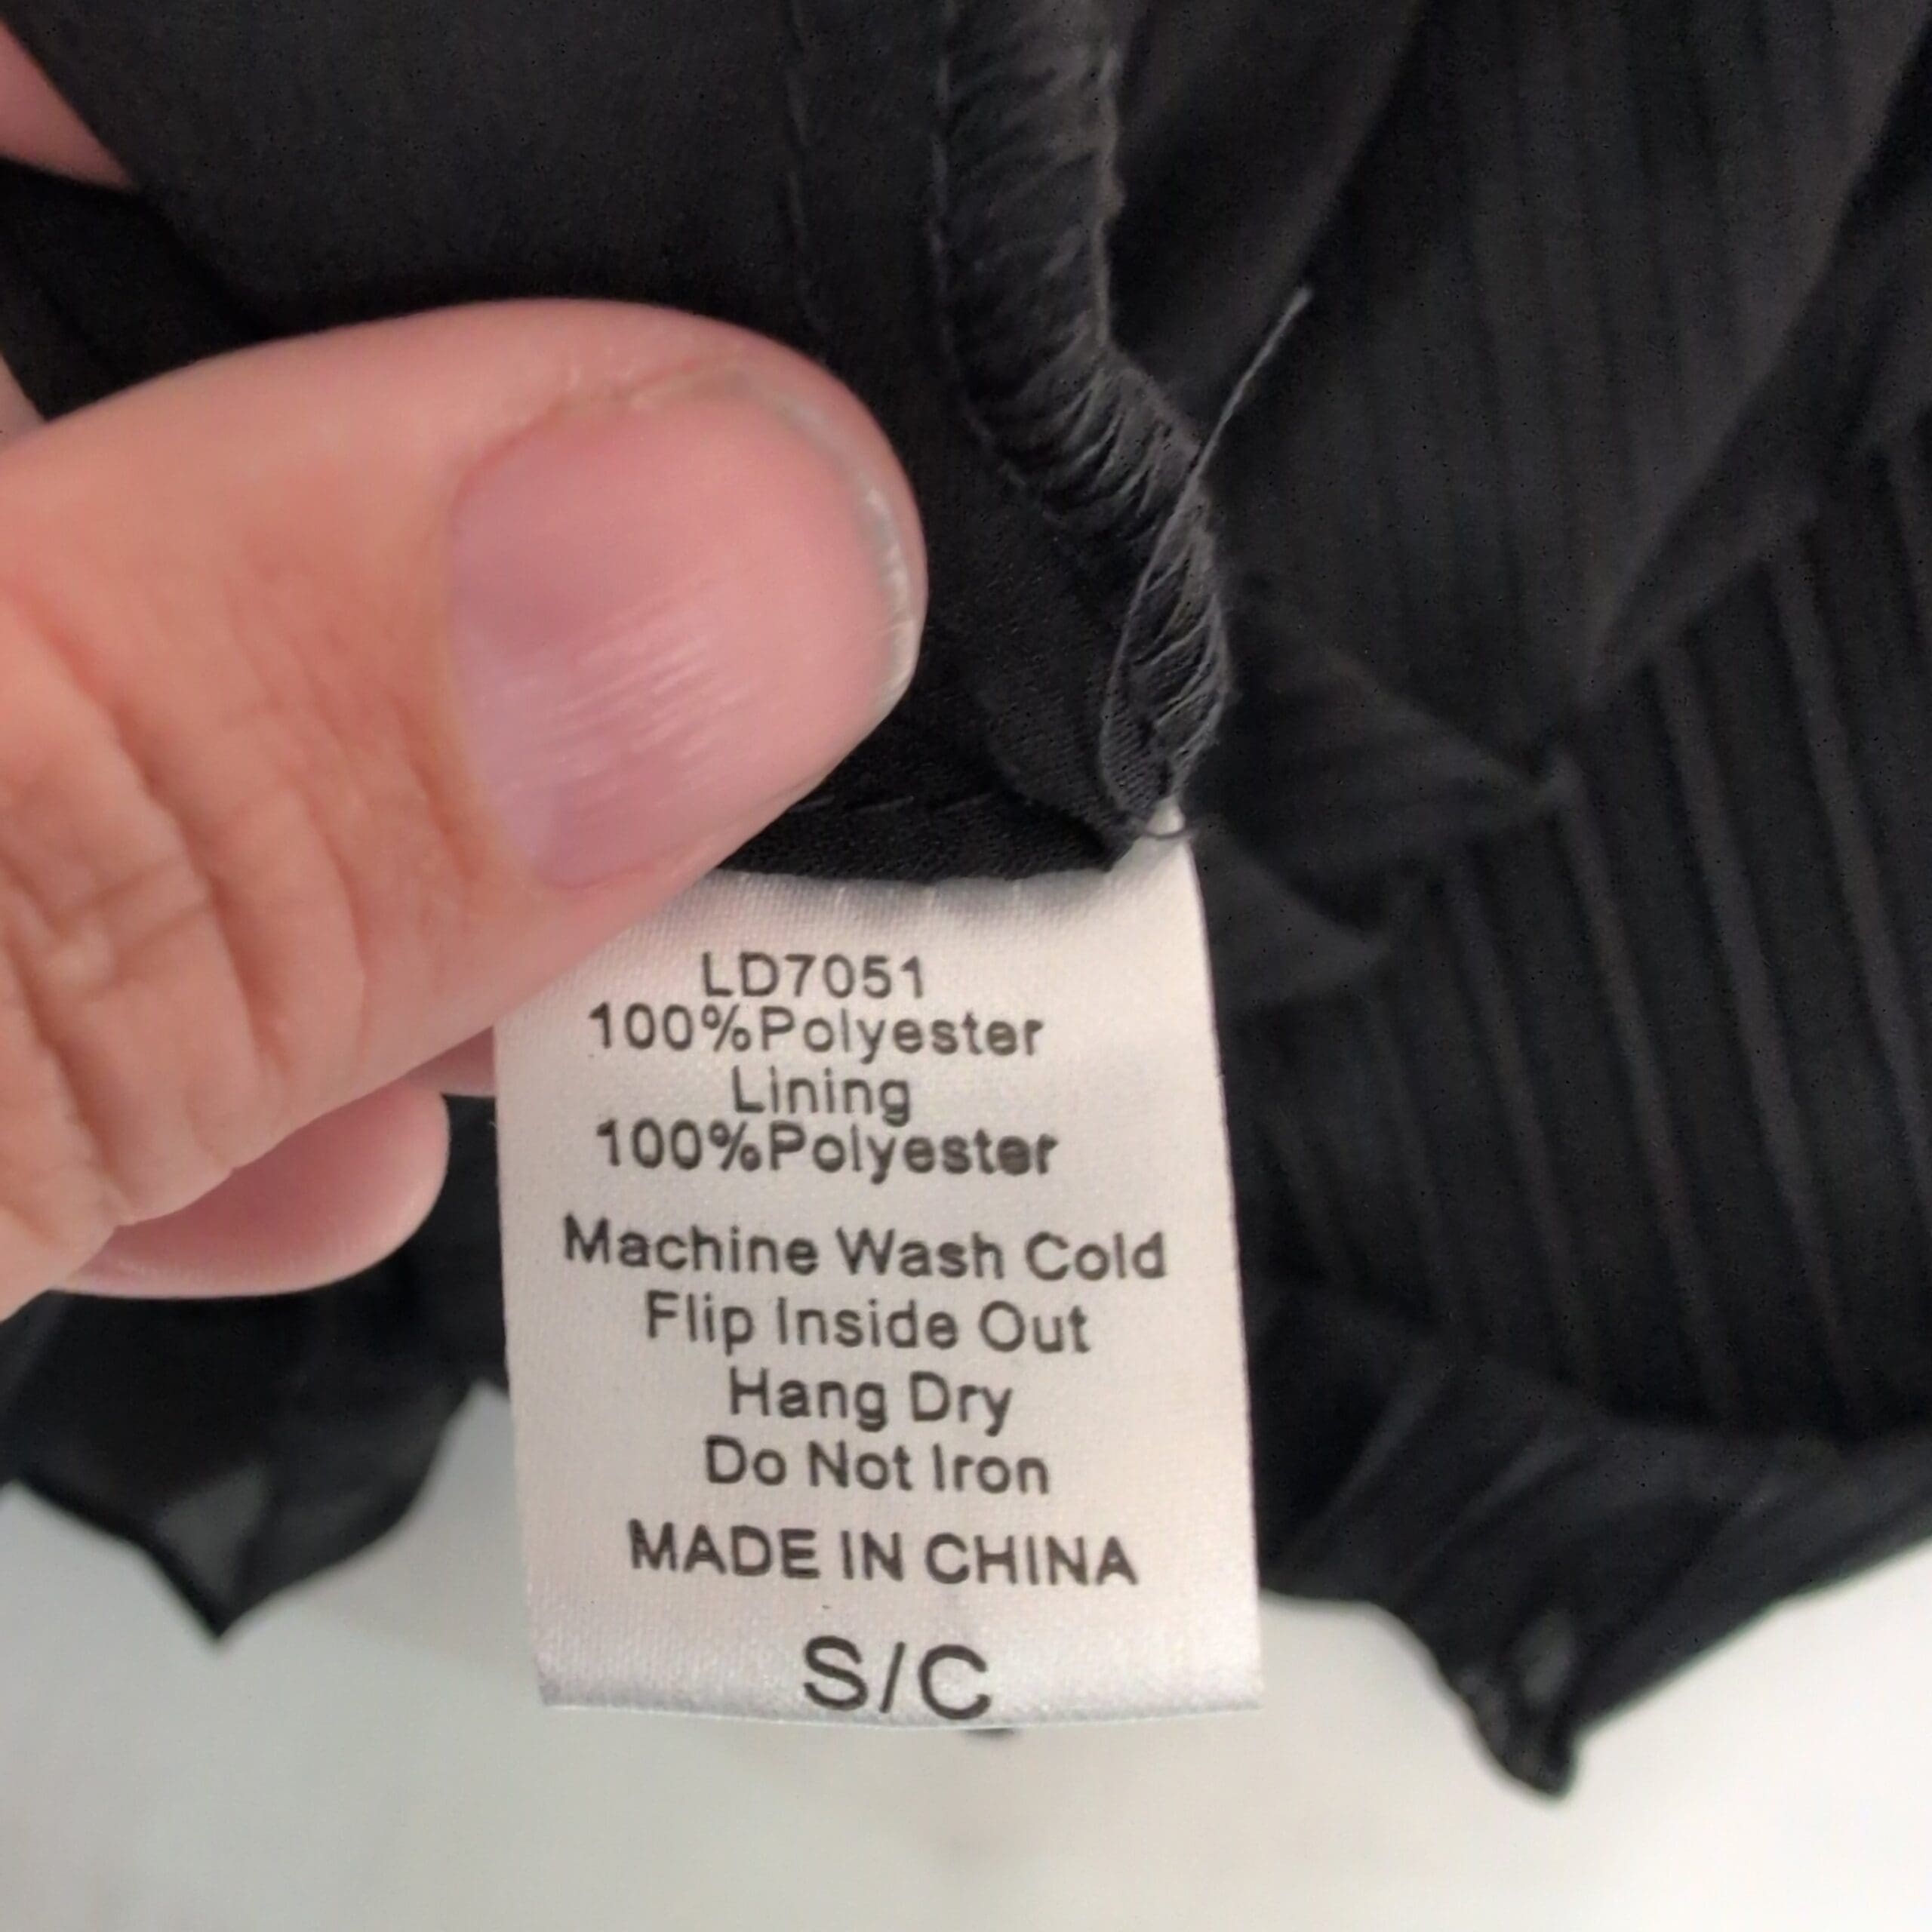 LD7051
100%Polyester
Lining
100%Polyester
Machine Wash Cold
Flip Inside Out
Hang Dry
Do Not Iron
MADE IN CHINA
S/C